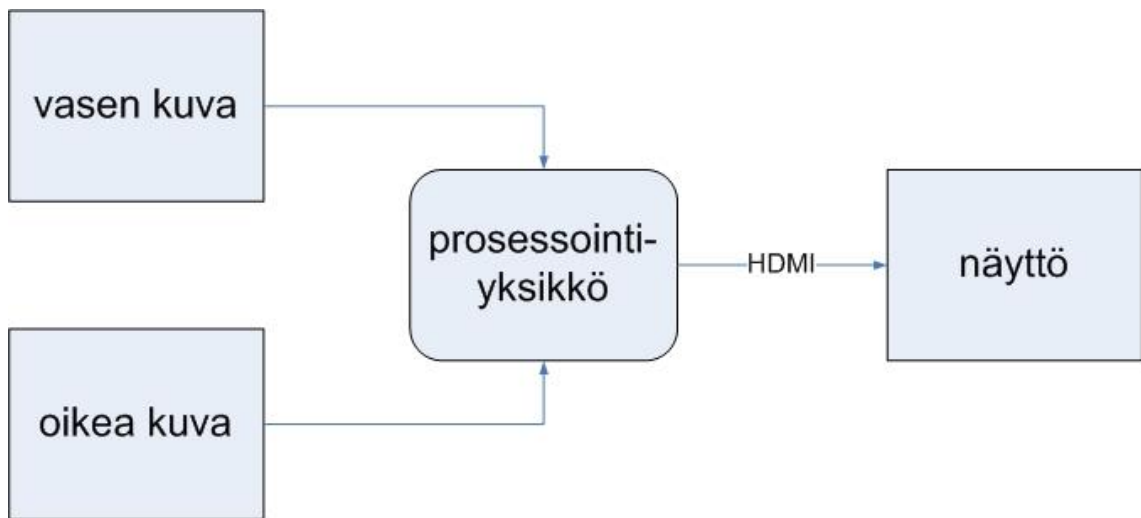 vasen kuva
prosessointi-
yksikkö
HDMI
näyttö
oikea kuva